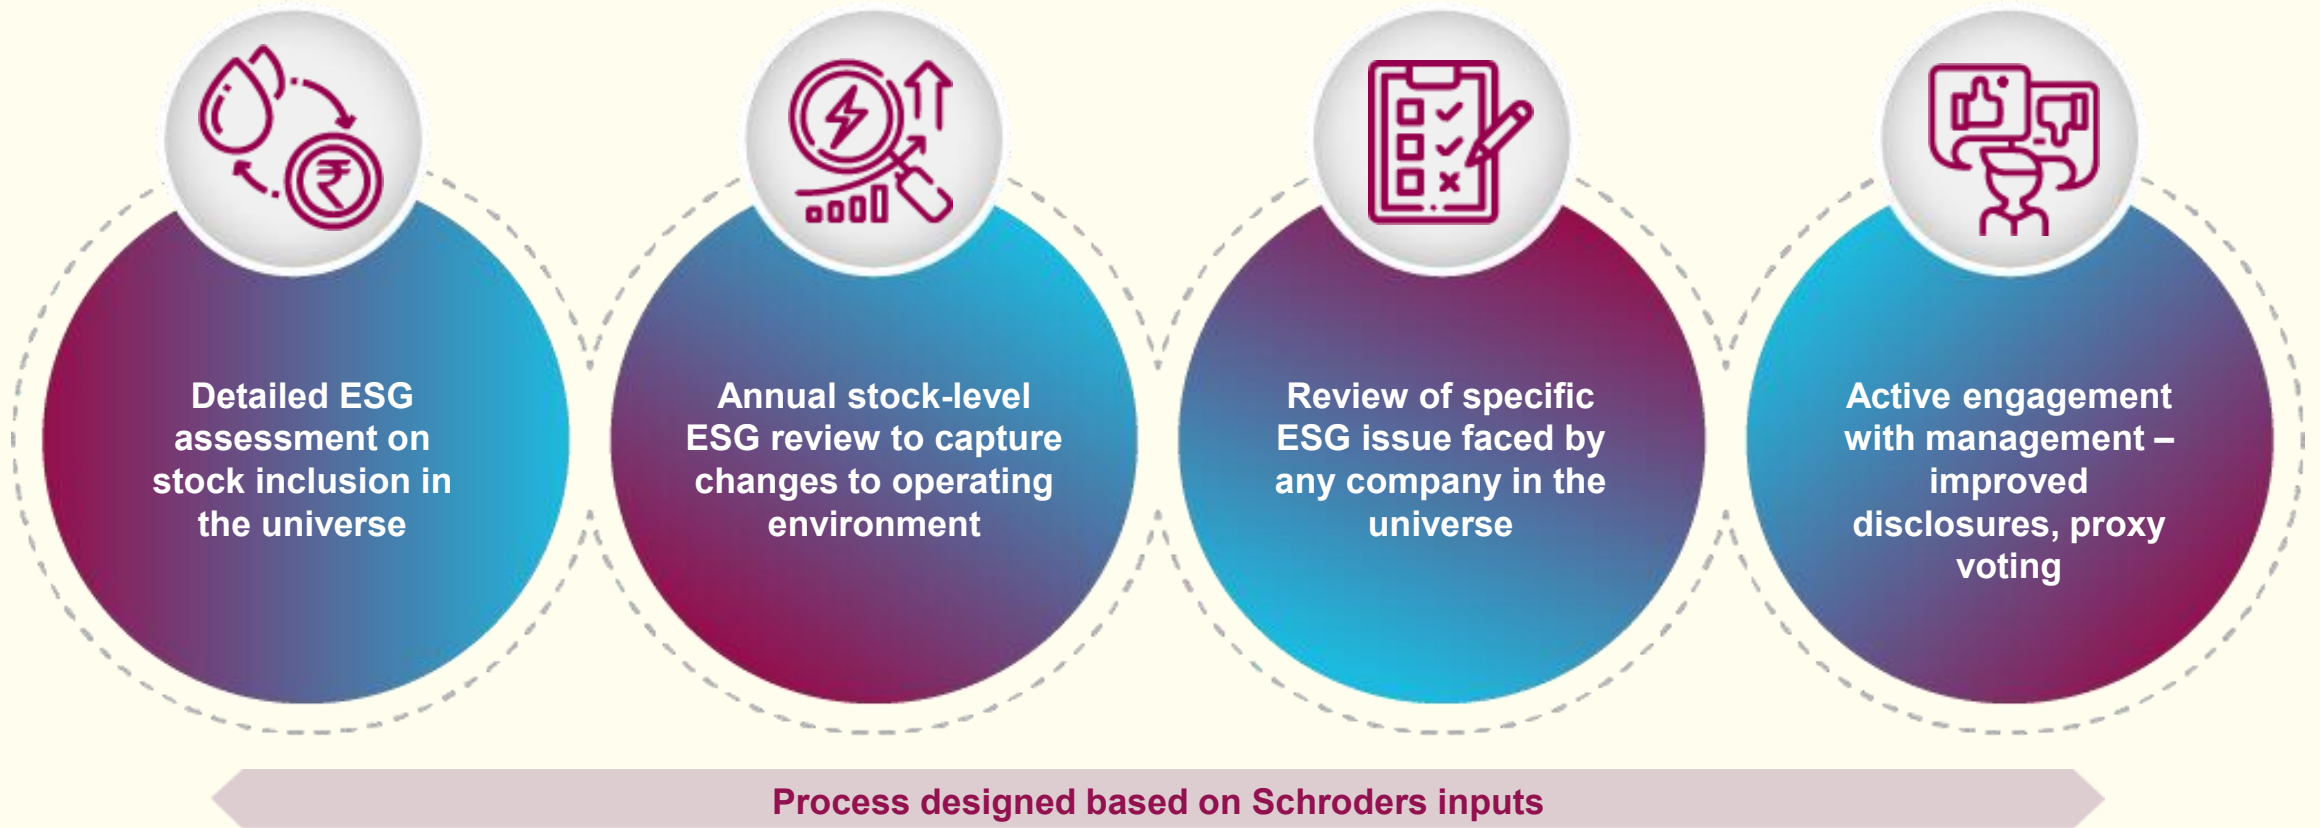 Detailed ESG
assessment on
stock inclusion in
the universe
Annual stock-level
ESG review to capture
changes to operating
environment
Review of specific
ESG issue faced by
any company in the
universe
Active engagement
with management –
improved
disclosures, proxy
voting
Process designed based on Schroders inputs